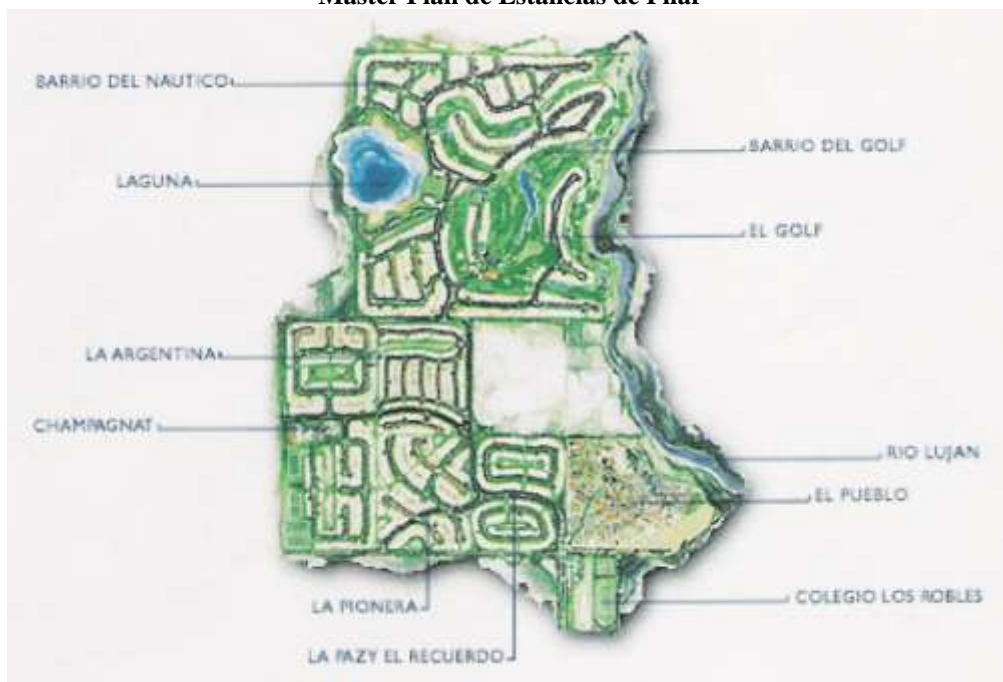 Master Plan de Estancias de Pilar
BARRIO DEL NAUTICO
BARRIO DEL GOLF
LAGUNA
EL GOLF
LA ARGENTINA
CHAMPAGNAT
RIO LUJAN
EL PUEBLO
LA PIONERA
COLEGIO LOS ROBLES
LA PAZ Y EL RECUERDO